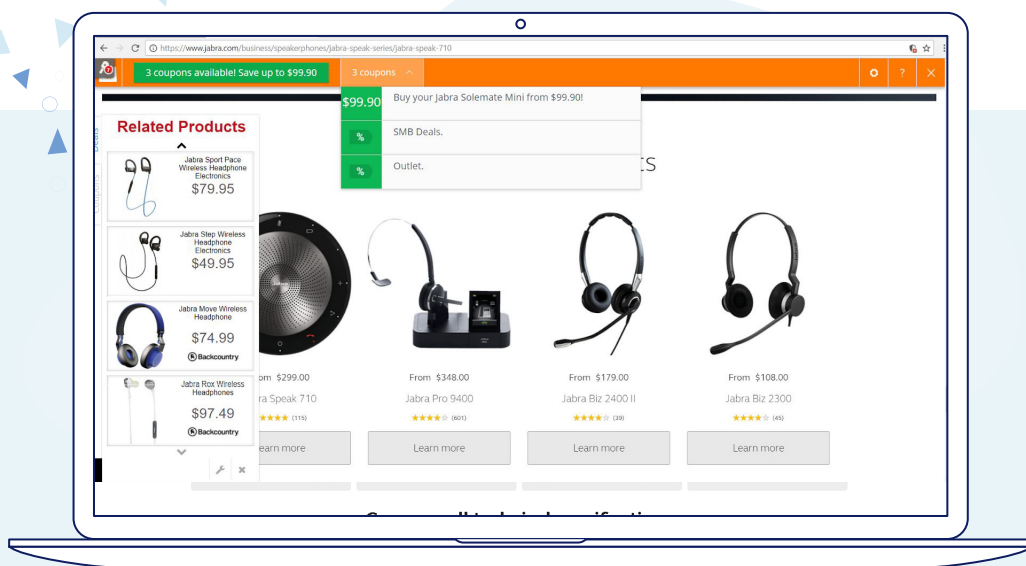 https://www.jabra.com/business/speakerphones/jabra-speak-series/jabra-speak-710
3 coupons available! Save up to $99.90
3 coupons
?
$99.90
Buy your Jabra Solemate Mini from $99.90!
%
SMB Deals.
%
Outlet.
Deals
Coupons
Related Products
Jabra Sport Pace
Wireless Headphone
Electronics
$79.95
Jabra Step Wireless
Headphone
Electronics
$49.95
Jabra Move Wireless
Headphone
$74.99
Backcountry
Jabra Rox Wireless
Headphones
$97.49
Backcountry
om $299.00
ra Speak 710
(115)
earn more
From $348.00
Jabra Pro 9400
(601)
Learn more
From $179.00
Jabra Biz 2400 II
(39)
Learn more
From $108.00
Jabra Biz 2300
(45)
Learn more